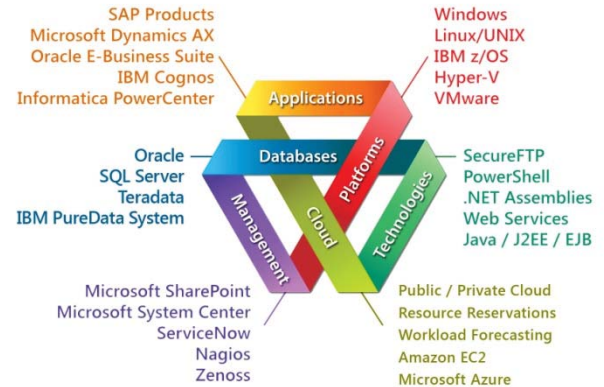 SAP Products
Microsoft Dynamics AX
Oracle E-Business Suite
IBM Cognos
Informatica PowerCenter
Windows
Linux/UNIX
IBM z/OS
Hyper-V
VMware
Applications
Databases
Platforms
Management
Cloud
Technologies
Oracle
SQL Server
Teradata
IBM PureData System
SecureFTP
PowerShell
.NET Assemblies
Web Services
Java / J2EE / EJB
Microsoft SharePoint
Microsoft System Center
ServiceNow
Nagios
Zenoss
Public / Private Cloud
Resource Reservations
Workload Forecasting
Amazon EC2
Microsoft Azure